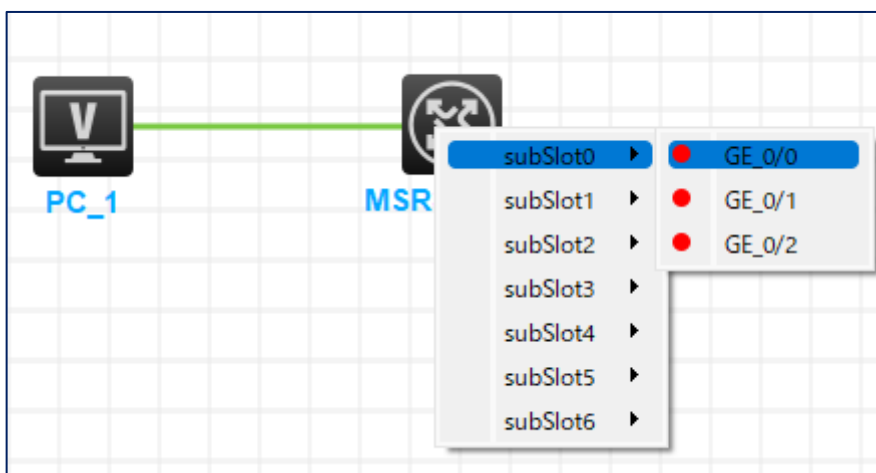 V
PC_1
MSR
subSlot0
subSlot1
subSlot2
subSlot3
subSlot4
subSlot5
subSlot6
GE_0/0
GE_0/1
GE_0/2